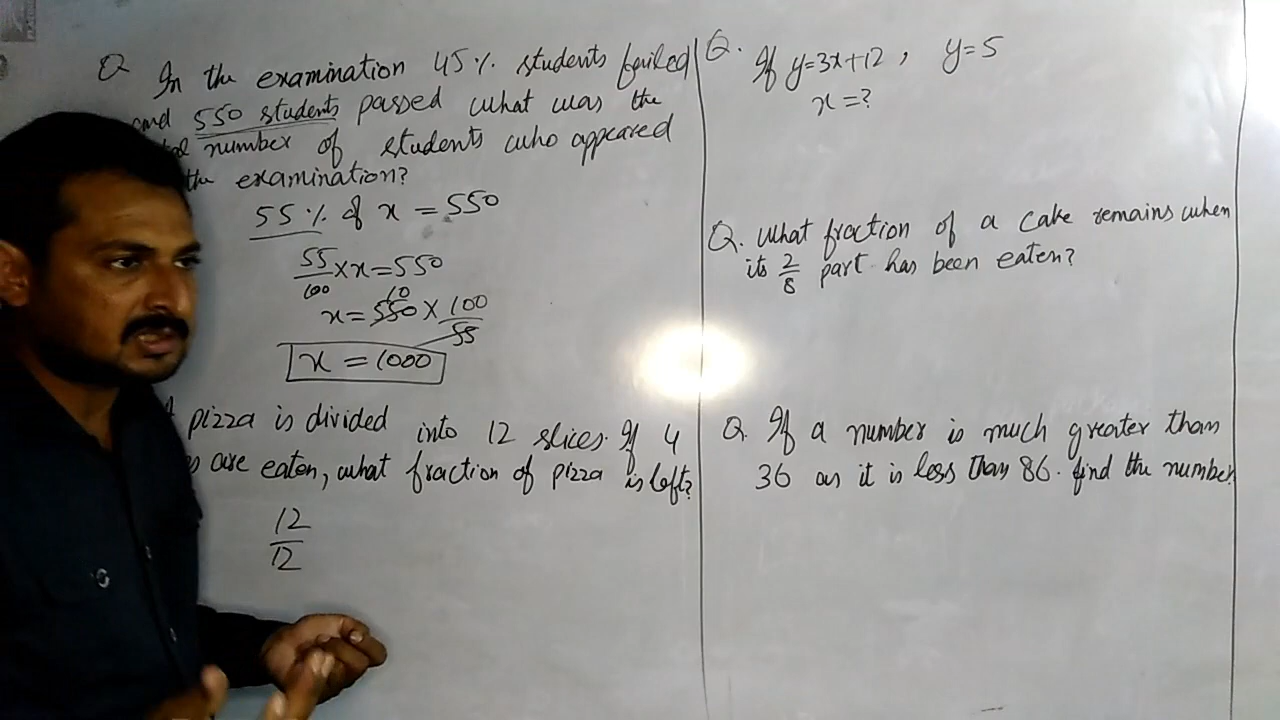 Q In the examination 45% students failed
and 550 students passed what was the
number of students who appeared
the examination?
55% of x = 550
55/100 × x = 550
10
x = 550 × 100/55
x = 1000
A pizza is divided into 12 slices. If 4
are eaten, what fraction of pizza is left?
12/12
Q. If y=3x+12, y=5
x=?
Q. What fraction of a cake remains when
its 2/8 part has been eaten?
Q. If a number is much greater than
36 as it is less than 86. find the number.